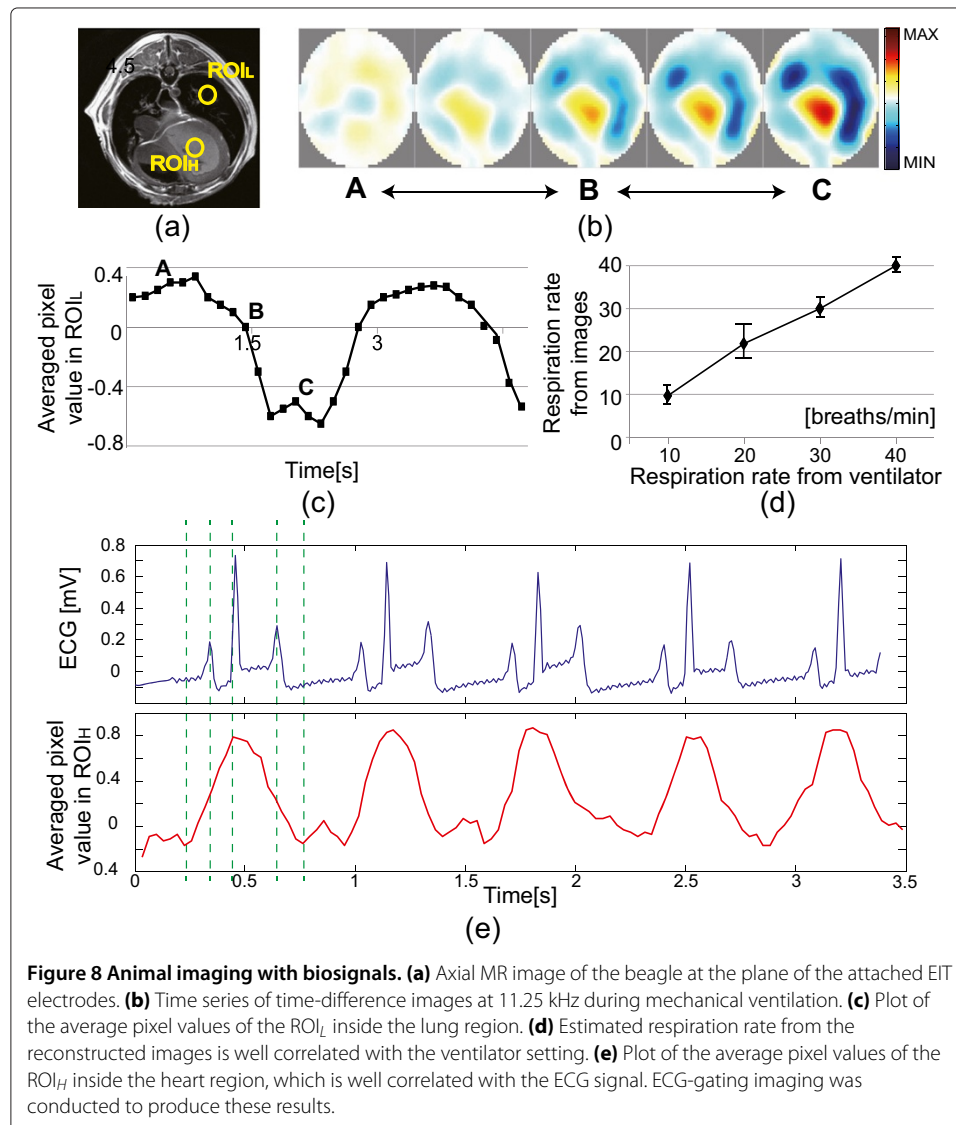 4.5
ROIL
ROIH
(a)
MAX
MIN
A
B
C
(b)
Averaged pixel
value in ROIL
0.4
0
-0.4
-0.8
A
B
C
1.5
3
Time[s]
(c)
Respiration rate
from images
40
30
20
10
0
[breaths/min]
10
20
30
40
Respiration rate from ventilator
(d)
ECG [mV]
0.8
0.6
0.4
0.2
0
Averaged pixel
value in ROIH
0.8
0.4
0
0.4
0
0.5
1
1.5
2
2.5
3
3.5
Time[s]
(e)
Figure 8 Animal imaging with biosignals. (a) Axial MR image of the beagle at the plane of the attached EIT
electrodes. (b) Time series of time-difference images at 11.25 kHz during mechanical ventilation. (c) Plot of
the average pixel values of the ROIL inside the lung region. (d) Estimated respiration rate from the
reconstructed images is well correlated with the ventilator setting. (e) Plot of the average pixel values of the
ROIH inside the heart region, which is well correlated with the ECG signal. ECG-gating imaging was
conducted to produce these results.